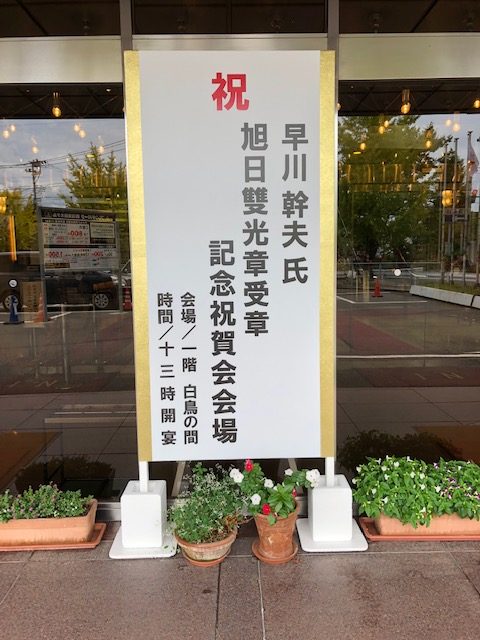 祝
早川 幹夫 氏
旭日雙光章受章
記念祝賀会会場
会場/一階 白鳥の間
時間/十三時開宴